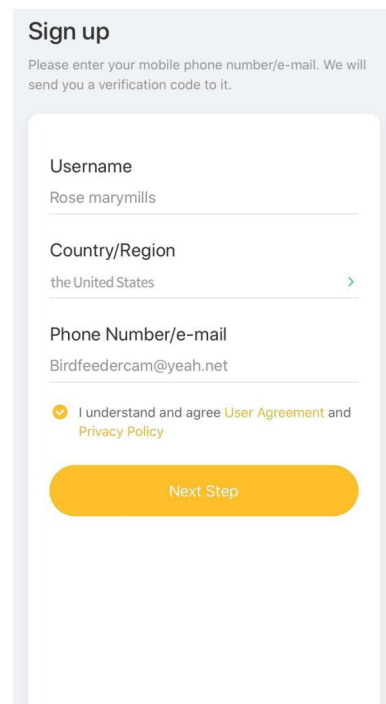 Sign up
Please enter your mobile phone number/e-mail. We will
send you a verification code to it.
Username
Rose marymills
Country/Region
the United States
Phone Number/e-mail
Birdfeedercam@yeah.net
I understand and agree User Agreement and
Privacy Policy
Next Step